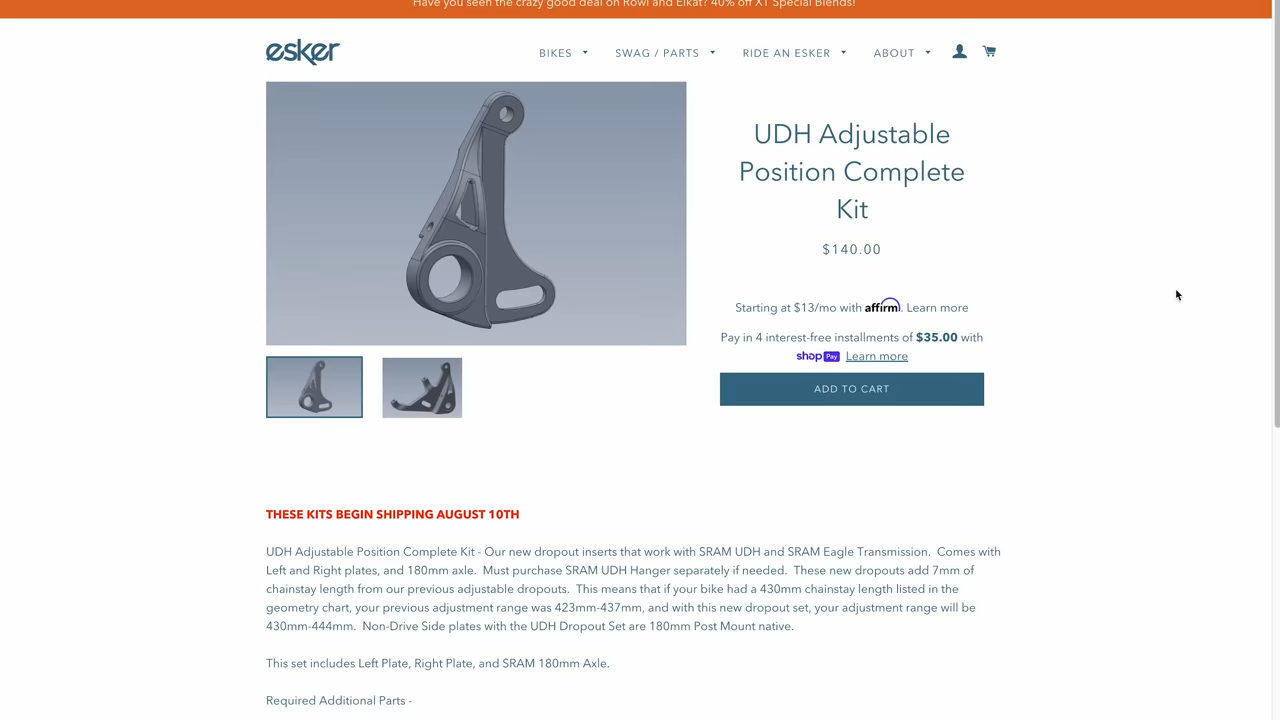 Have you seen the crazy good deal on Rowl and Elkat? 40% off XT Special Blends!
esker
BIKES
SWAG / PARTS
RIDE AN ESKER
ABOUT
UDH Adjustable
Position Complete
Kit
$140.00
Starting at $13/mo with affirm. Learn more
Pay in 4 interest-free installments of $35.00 with
shop Pay Learn more
ADD TO CART
THESE KITS BEGIN SHIPPING AUGUST 10TH
UDH Adjustable Position Complete Kit - Our new dropout inserts that work with SRAM UDH and SRAM Eagle Transmission. Comes with
Left and Right plates, and 180mm axle. Must purchase SRAM UDH Hanger separately if needed. These new dropouts add 7mm of
chainstay length from our previous adjustable dropouts. This means that if your bike had a 430mm chainstay length listed in the
geometry chart, your previous adjustment range was 423mm-437mm, and with this new dropout set, your adjustment range will be
430mm-444mm. Non-Drive Side plates with the UDH Dropout Set are 180mm Post Mount native.
This set includes Left Plate, Right Plate, and SRAM 180mm Axle.
Required Additional Parts -